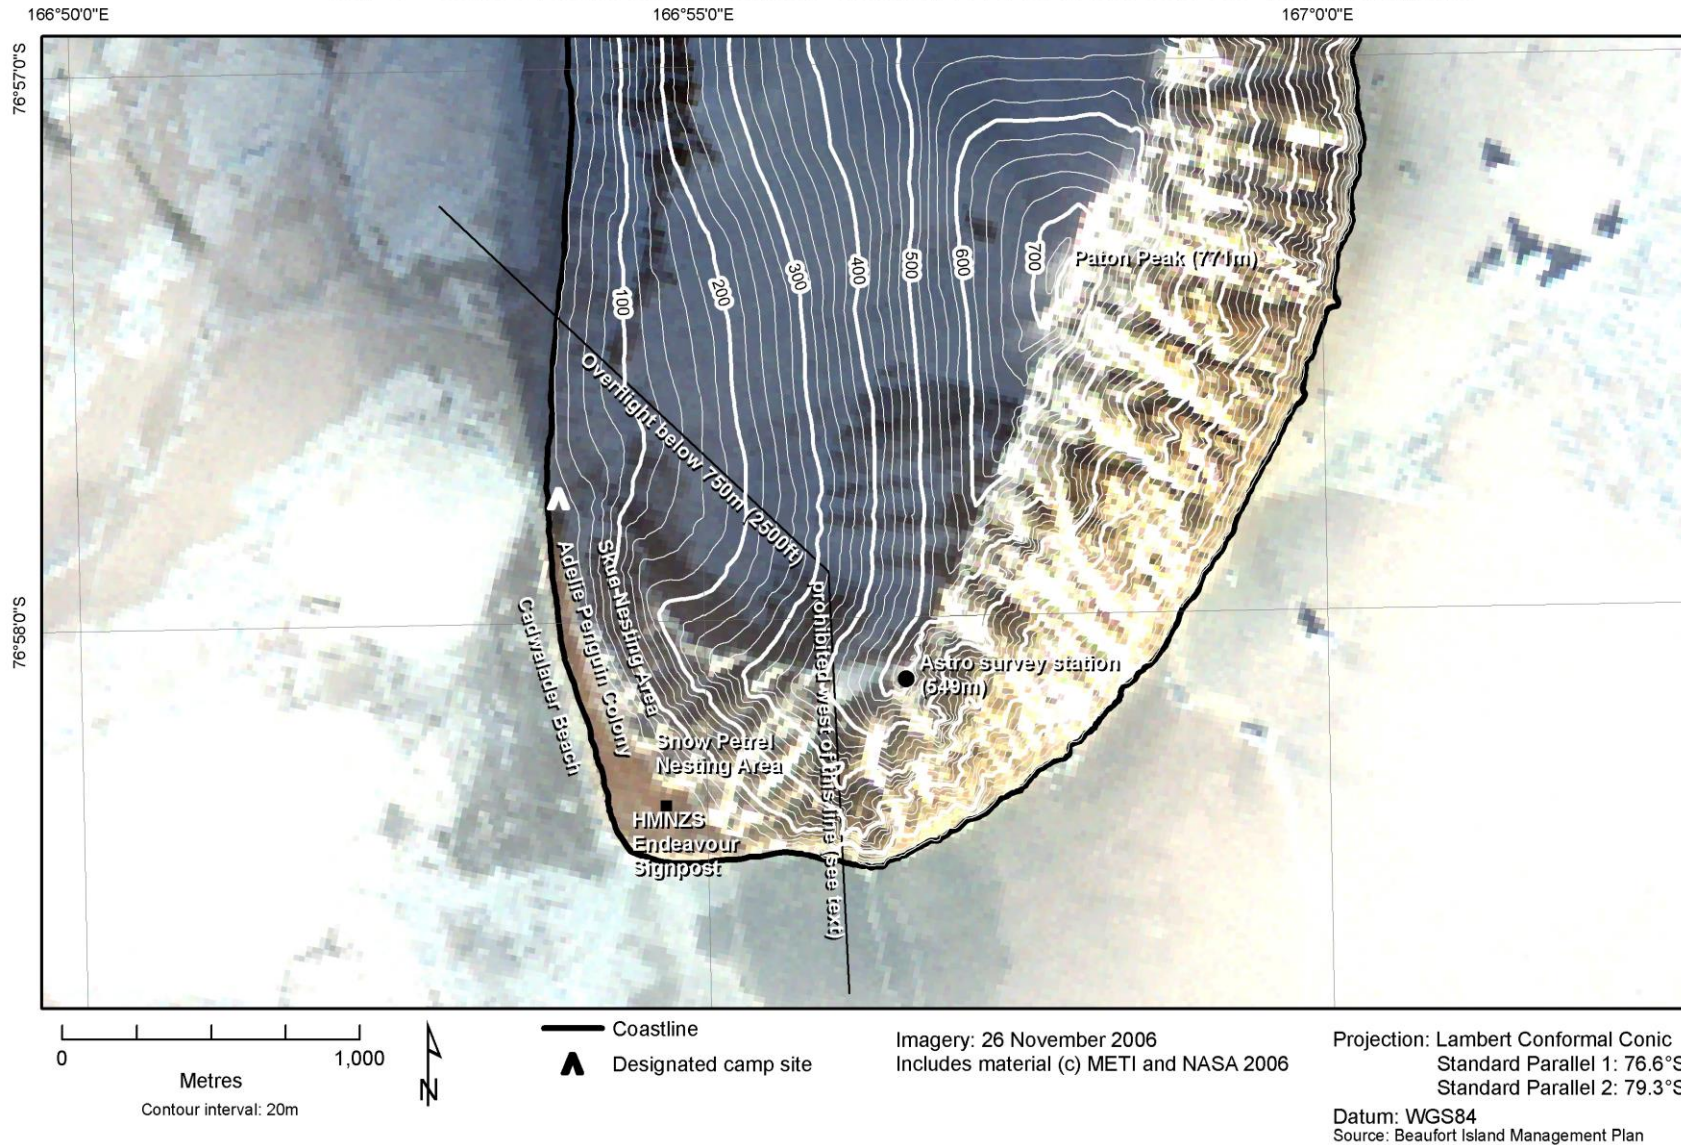 166°50'0"E
166°55'0"E
167°0'0"E
76°57'0"S
76°58'0"S
100
200
300
400
500
600
700
Paton Peak (771m)
Overflight below 750m (2500ft)
prohibited west of this line (see text)
Skua Nesting Area
Adelie Penguin Colony
Cadwalader Beach
Astro survey station
(549m)
Snow Petrel
Nesting Area
HMNZS
Endeavour
Signpost
0
1,000
Metres
Contour interval: 20m
N
Coastline
Designated camp site
Imagery: 26 November 2006
Includes material (c) METI and NASA 2006
Projection: Lambert Conformal Conic
Standard Parallel 1: 76.6°S
Standard Parallel 2: 79.3°S
Datum: WGS84
Source: Beaufort Island Management Plan